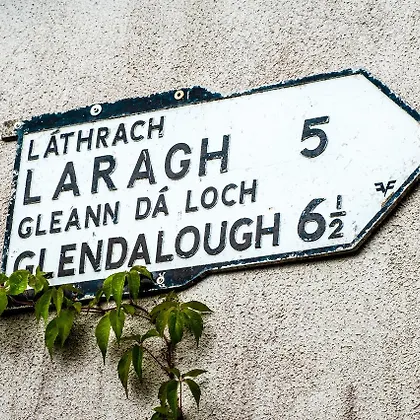 LÁTHRACH
LARAGH 5
GLEANN DÁ LOCH
GLENDALOUGH 6½